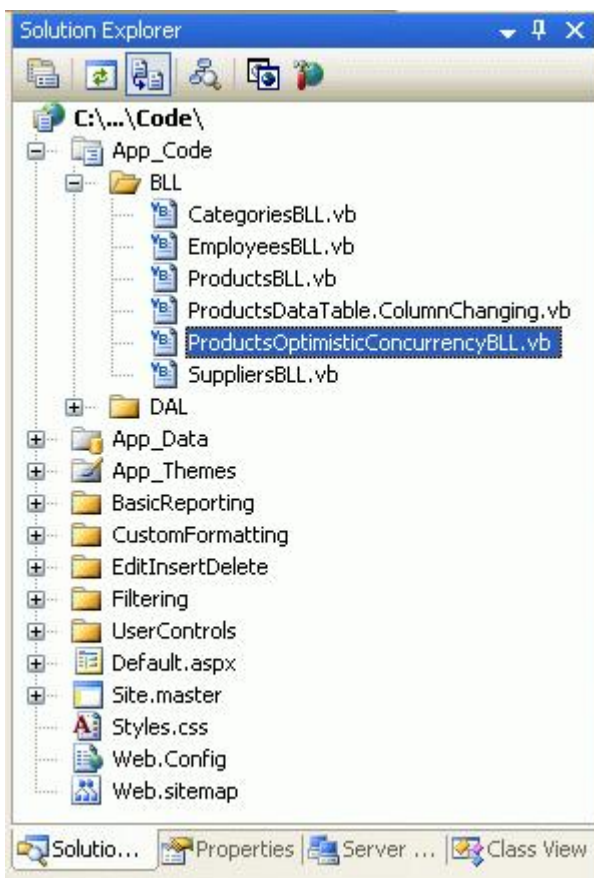 Solution Explorer
C:\...\Code\
App_Code
BLL
CategoriesBLL.vb
EmployeesBLL.vb
ProductsBLL.vb
ProductsDataTable.ColumnChanging.vb
ProductsOptimisticConcurrencyBLL.vb
SuppliersBLL.vb
DAL
App_Data
App_Themes
BasicReporting
CustomFormatting
EditInsertDelete
Filtering
UserControls
Default.aspx
Site.master
Styles.css
Web.Config
Web.sitemap
Solutio... Properties Server ... Class View